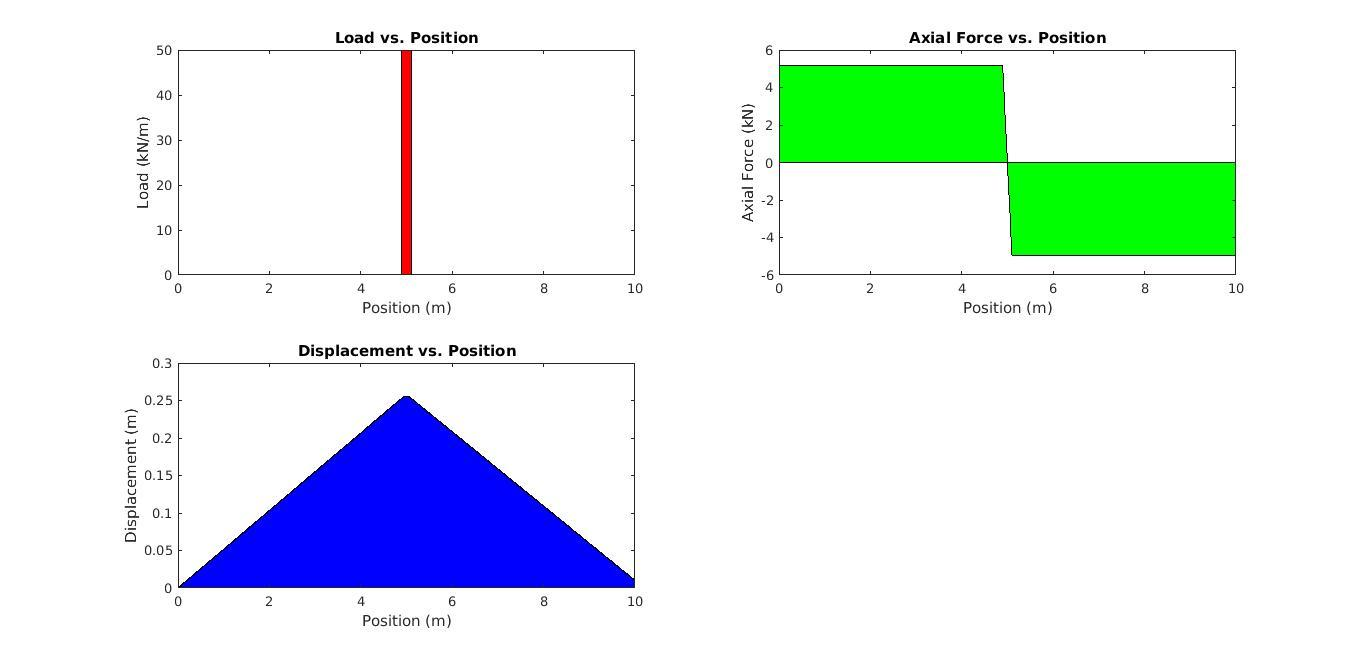 Load vs. Position
50
40
30
20
10
0
Load (kN/m)
0 2 4 6 8 10
Position (m)
Axial Force vs. Position
6
4
2
0
-2
-4
-6
Axial Force (kN)
0 2 4 6 8 10
Position (m)
Displacement vs. Position
0.3
0.25
0.2
0.15
0.1
0.05
0
Displacement (m)
0 2 4 6 8 10
Position (m)